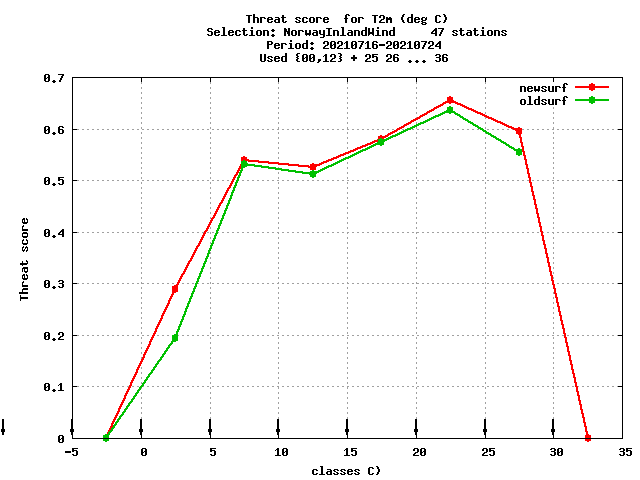 Threat score  for T2m (deg C)
Selection: NorwayInlandWind     47 stations
Period: 20210716-20210724
Used {00,12} + 25 26 ... 36
newsurf
oldsurf
0.7
0.6
0.5
0.4
0.3
0.2
0.1
0
Threat score
-5 0 5 10 15 20 25 30 35
classes C)